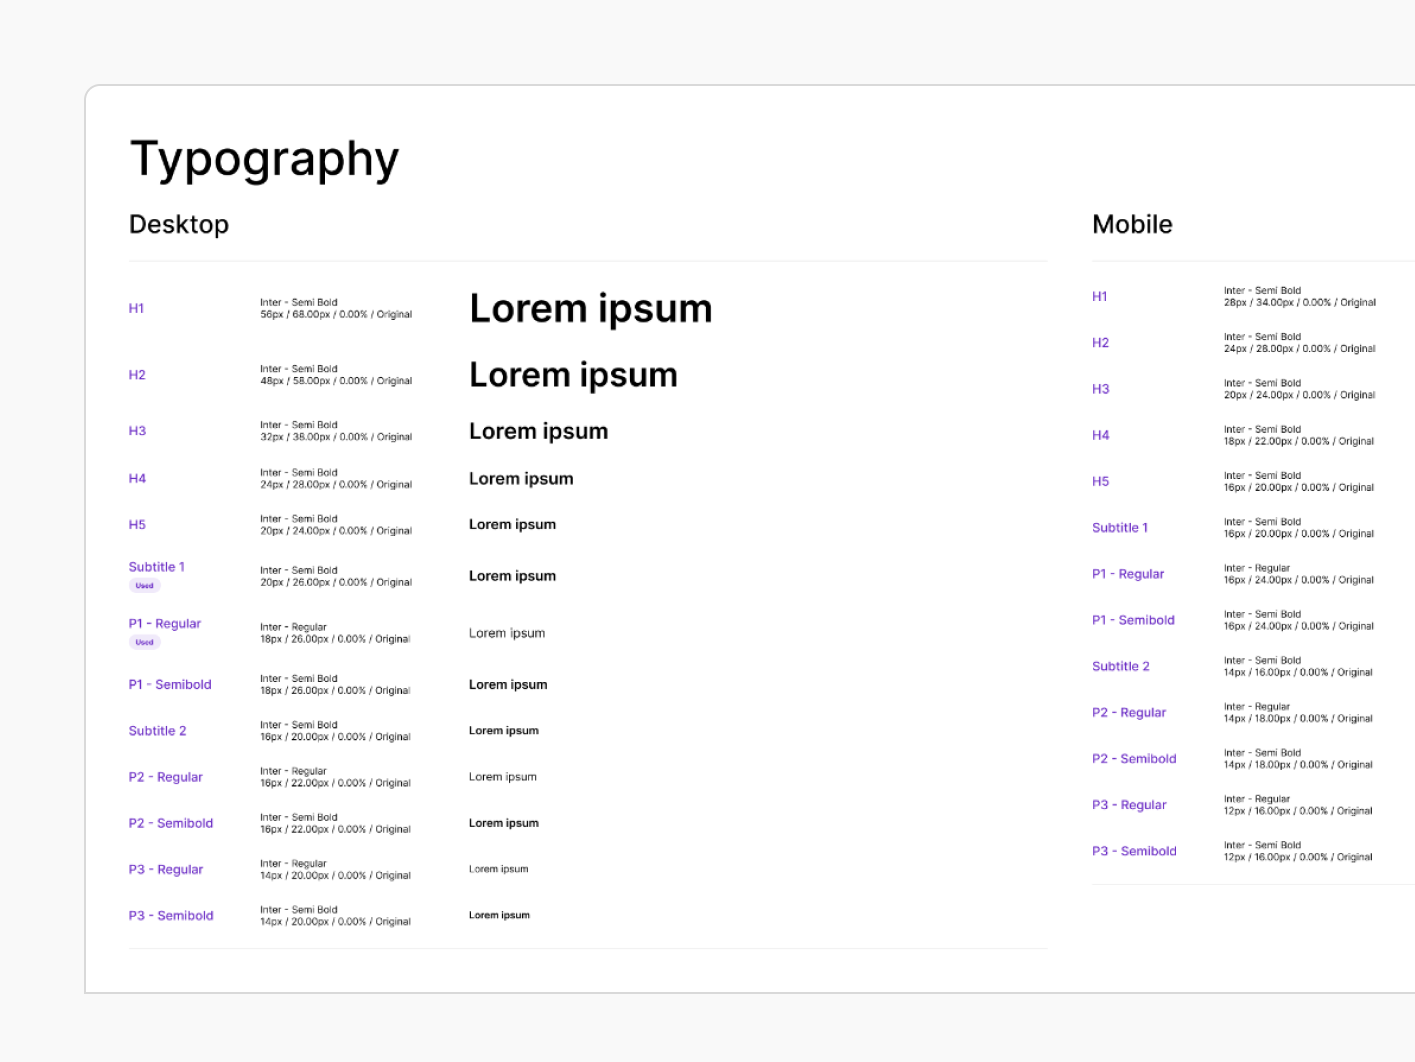 Typography
Desktop
H1
Inter - Semi Bold
56px / 68.00px / 0.00% / Original
Lorem ipsum
H2
Inter - Semi Bold
48px / 58.00px / 0.00% / Original
Lorem ipsum
H3
Inter - Semi Bold
32px / 38.00px / 0.00% / Original
Lorem ipsum
H4
Inter - Semi Bold
24px / 28.00px / 0.00% / Original
Lorem ipsum
H5
Inter - Semi Bold
20px / 24.00px / 0.00% / Original
Lorem ipsum
Subtitle 1
Used
Inter - Semi Bold
20px / 26.00px / 0.00% / Original
Lorem ipsum
P1 - Regular
Used
Inter - Regular
18px / 26.00px / 0.00% / Original
Lorem ipsum
P1 - Semibold
Inter - Semi Bold
18px / 26.00px / 0.00% / Original
Lorem ipsum
Subtitle 2
Inter - Semi Bold
16px / 20.00px / 0.00% / Original
Lorem ipsum
P2 - Regular
Inter - Regular
16px / 22.00px / 0.00% / Original
Lorem ipsum
P2 - Semibold
Inter - Semi Bold
16px / 22.00px / 0.00% / Original
Lorem ipsum
P3 - Regular
Inter - Regular
14px / 20.00px / 0.00% / Original
Lorem ipsum
P3 - Semibold
Inter - Semi Bold
14px / 20.00px / 0.00% / Original
Lorem ipsum
Mobile
H1
Inter - Semi Bold
28px / 34.00px / 0.00% / Original
H2
Inter - Semi Bold
24px / 28.00px / 0.00% / Original
H3
Inter - Semi Bold
20px / 24.00px / 0.00% / Original
H4
Inter - Semi Bold
18px / 22.00px / 0.00% / Original
H5
Inter - Semi Bold
16px / 20.00px / 0.00% / Original
Subtitle 1
Inter - Semi Bold
16px / 20.00px / 0.00% / Original
P1 - Regular
Inter - Regular
16px / 24.00px / 0.00% / Original
P1 - Semibold
Inter - Semi Bold
16px / 24.00px / 0.00% / Original
Subtitle 2
Inter - Semi Bold
14px / 16.00px / 0.00% / Original
P2 - Regular
Inter - Regular
14px / 18.00px / 0.00% / Original
P2 - Semibold
Inter - Semi Bold
14px / 18.00px / 0.00% / Original
P3 - Regular
Inter - Regular
12px / 16.00px / 0.00% / Original
P3 - Semibold
Inter - Semi Bold
12px / 16.00px / 0.00% / Original